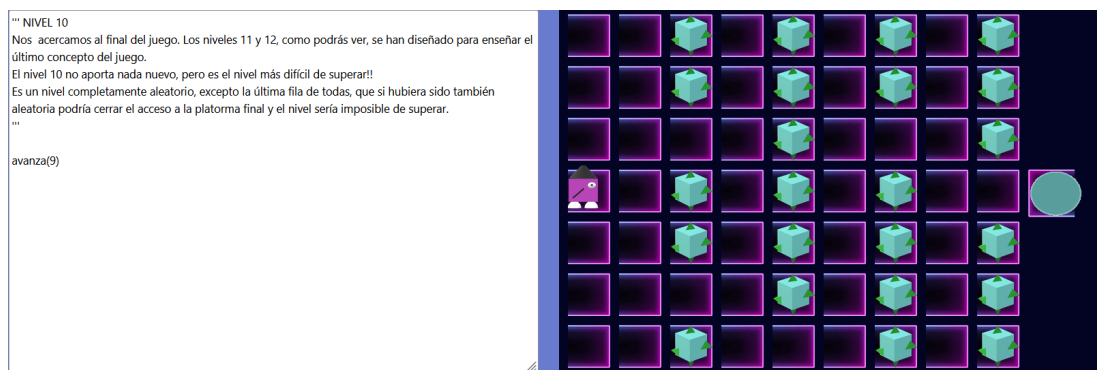 ''' NIVEL 10
Nos  acercamos al final del juego. Los niveles 11 y 12, como podrás ver, se han diseñado para enseñar el
último concepto del juego.
El nivel 10 no aporta nada nuevo, pero es el nivel más difícil de superar!!
Es un nivel completamente aleatorio, excepto la última fila de todas, que si hubiera sido también
aleatoria podría cerrar el acceso a la platorma final y el nivel sería imposible de superar.
'''
avanza(9)